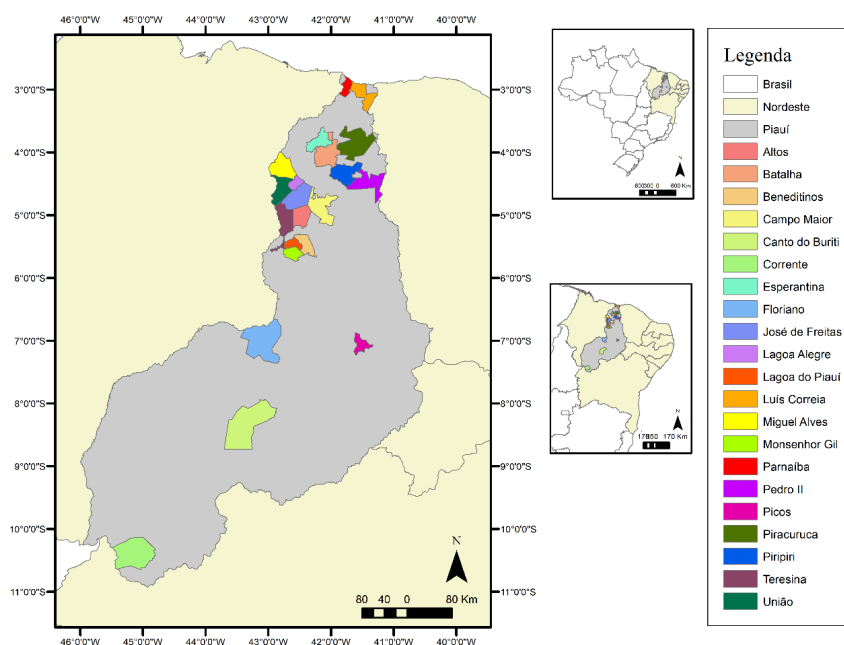 46°0'0"W 45°0'0"W 44°0'0"W 43°0'0"W 42°0'0"W 41°0'0"W 40°0'0"W
3°0'0"S 3°0'0"S
4°0'0"S 4°0'0"S
5°0'0"S 5°0'0"S
6°0'0"S 6°0'0"S
7°0'0"S 7°0'0"S
8°0'0"S 8°0'0"S
9°0'0"S 9°0'0"S
10°0'0"S 10°0'0"S
11°0'0"S 11°0'0"S
N
80 40 0 80 Km
46°0'0"W 45°0'0"W 44°0'0"W 43°0'0"W 42°0'0"W 41°0'0"W 40°0'0"W
N
0 600 Km
N
170 Km
Legenda
Brasil
Nordeste
Piauí
Altos
Batalha
Beneditinos
Campo Maior
Canto do Buriti
Corrente
Esperantina
Floriano
José de Freitas
Lagoa Alegre
Lagoa do Piauí
Luís Correia
Miguel Alves
Monsenhor Gil
Parnaíba
Pedro II
Picos
Piracuruca
Piripiri
Teresina
União